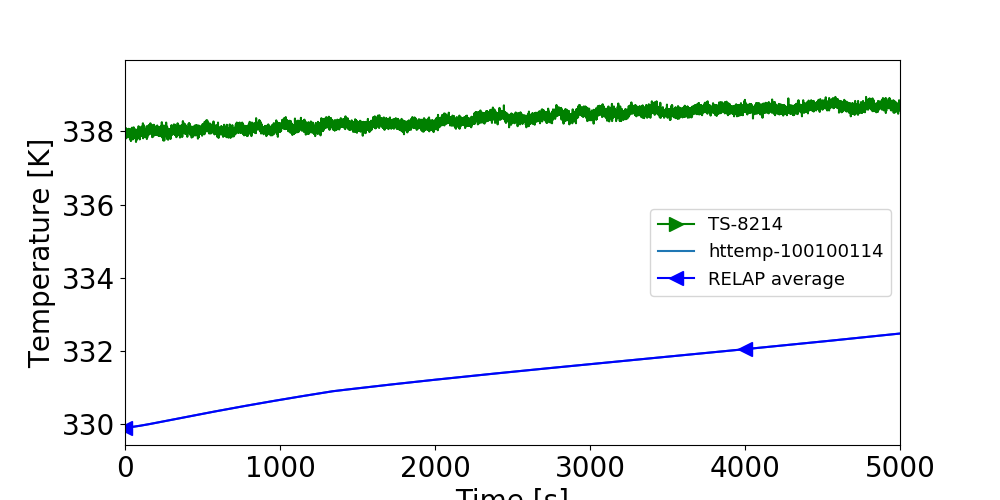 Temperature [K]
338
336
334
332
330
TS-8214
httemp-100100114
RELAP average
0 1000 2000 3000 4000 5000
Time [s]